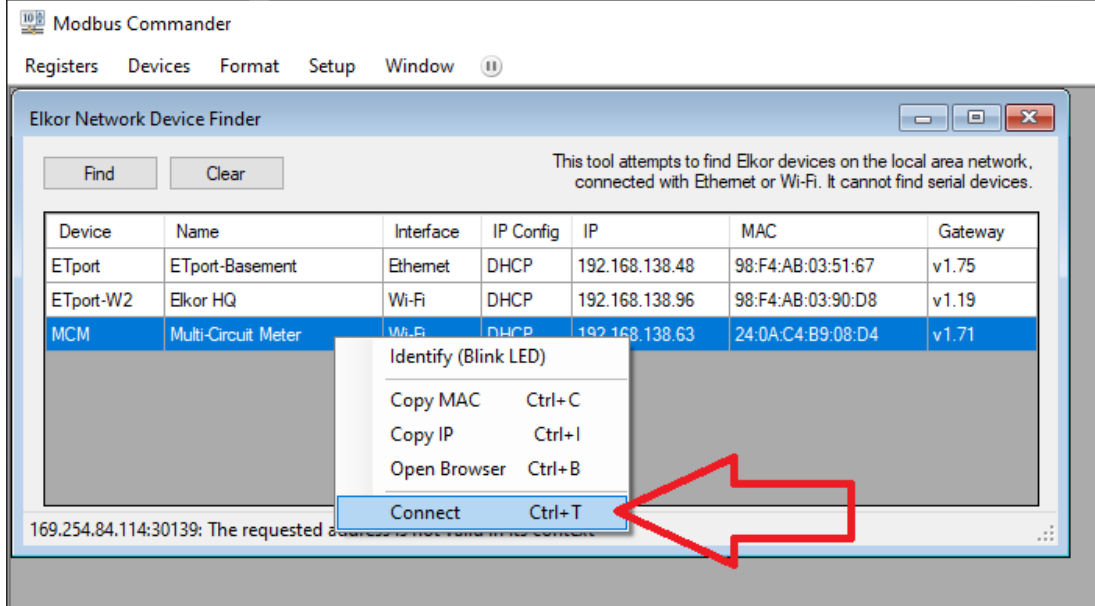 Modbus Commander
Registers Devices Format Setup Window
Elkor Network Device Finder
Find Clear
This tool attempts to find Elkor devices on the local area network,
connected with Ethernet or Wi-Fi. It cannot find serial devices.
Device Name Interface IP Config IP MAC Gateway
ETport ETport-Basement Ethernet DHCP 192.168.138.48 98:F4:AB:03:51:67 v1.75
ETport-W2 Elkor HQ Wi-Fi DHCP 192.168.138.96 98:F4:AB:03:90:D8 v1.19
MCM Multi-Circuit Meter Wi-Fi DHCP 192.168.138.63 24:0A:C4:B9:08:D4 v1.71
Identify (Blink LED)
Copy MAC Ctrl+C
Copy IP Ctrl+I
Open Browser Ctrl+B
Connect Ctrl+T
169.254.84.114:30139: The requested address is not valid in its context